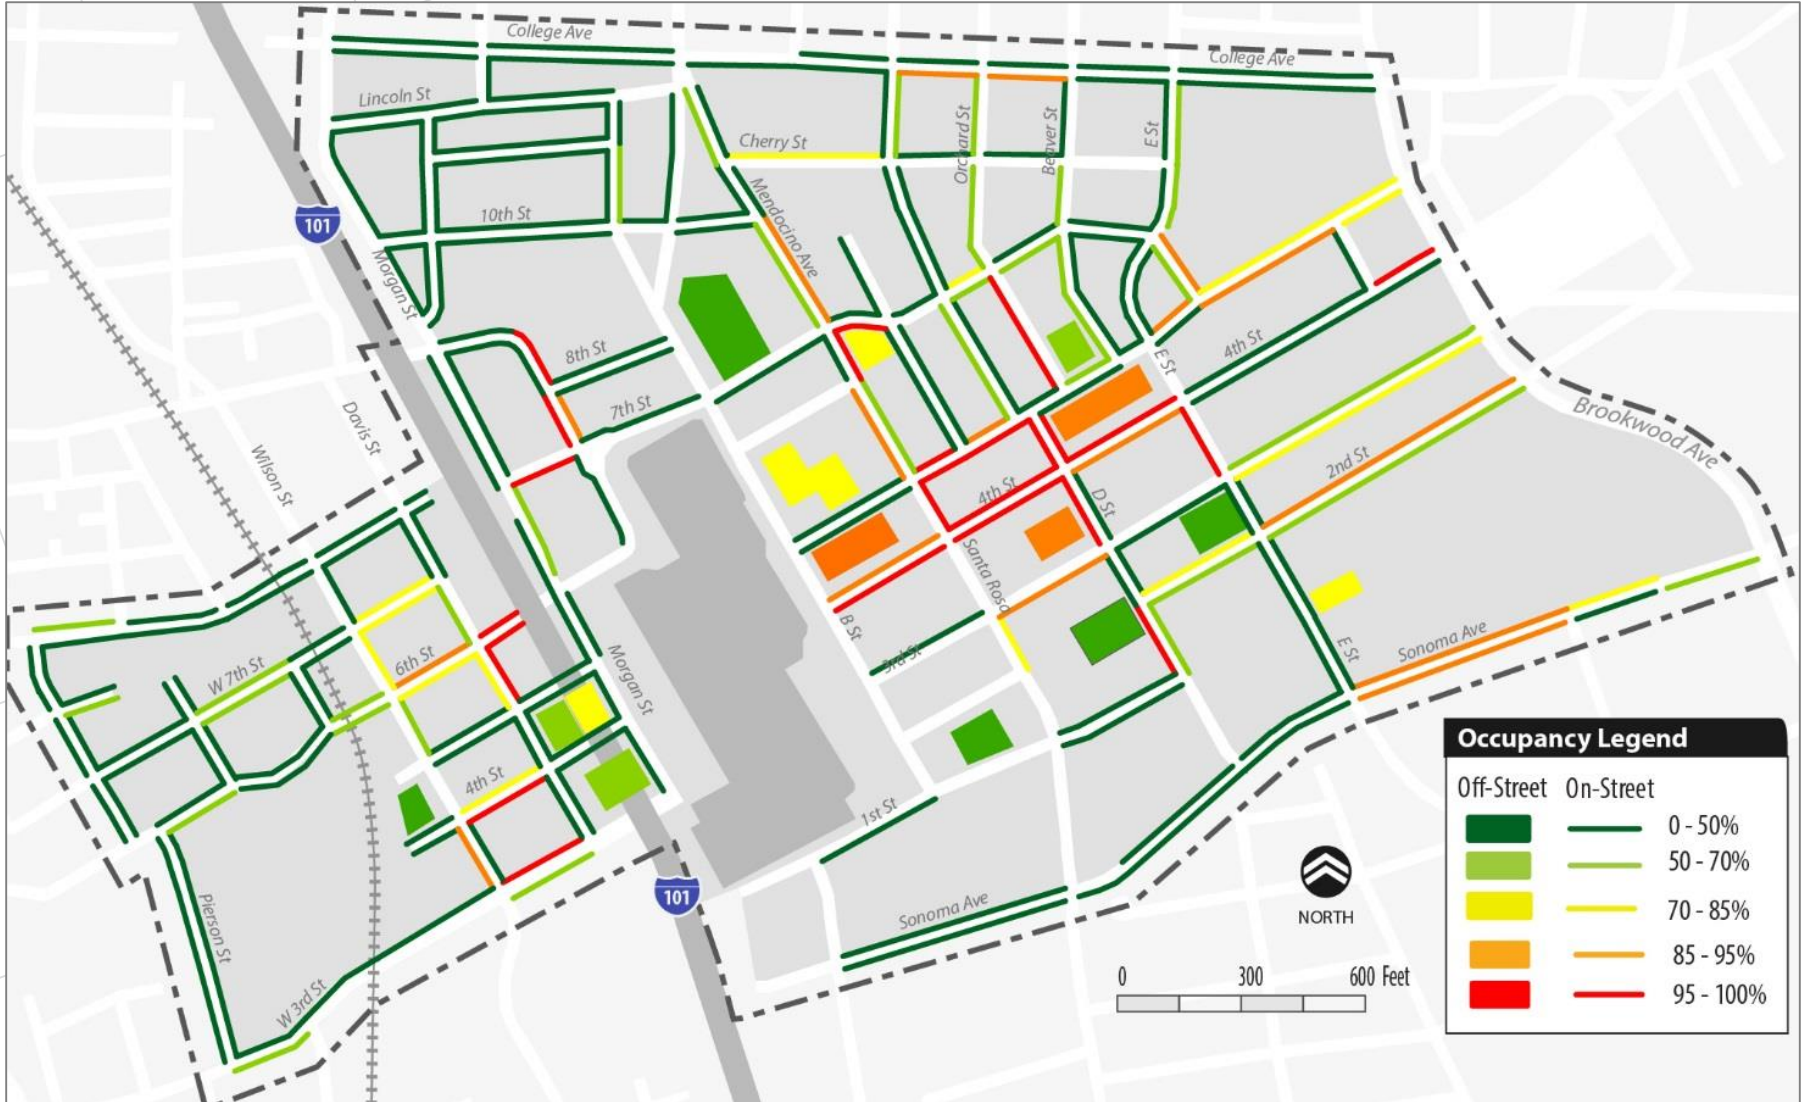 College Ave
College Ave
Lincoln St
Cherry St
Orchard St
Beaver St
E St
10th St
Mendocino Ave
101
Morgan St
8th St
7th St
E St
4th St
Davis St
Wilson St
Brookwood Ave
2nd St
4th St
D St
Santa Rosa
B St
3rd St
Morgan St
E St
Sonoma Ave
W 7th St
6th St
4th St
1st St
101
Sonoma Ave
Pierson St
W 3rd St
NORTH
0 300 600 Feet
Occupancy Legend
Off-Street On-Street
0 - 50%
50 - 70%
70 - 85%
85 - 95%
95 - 100%